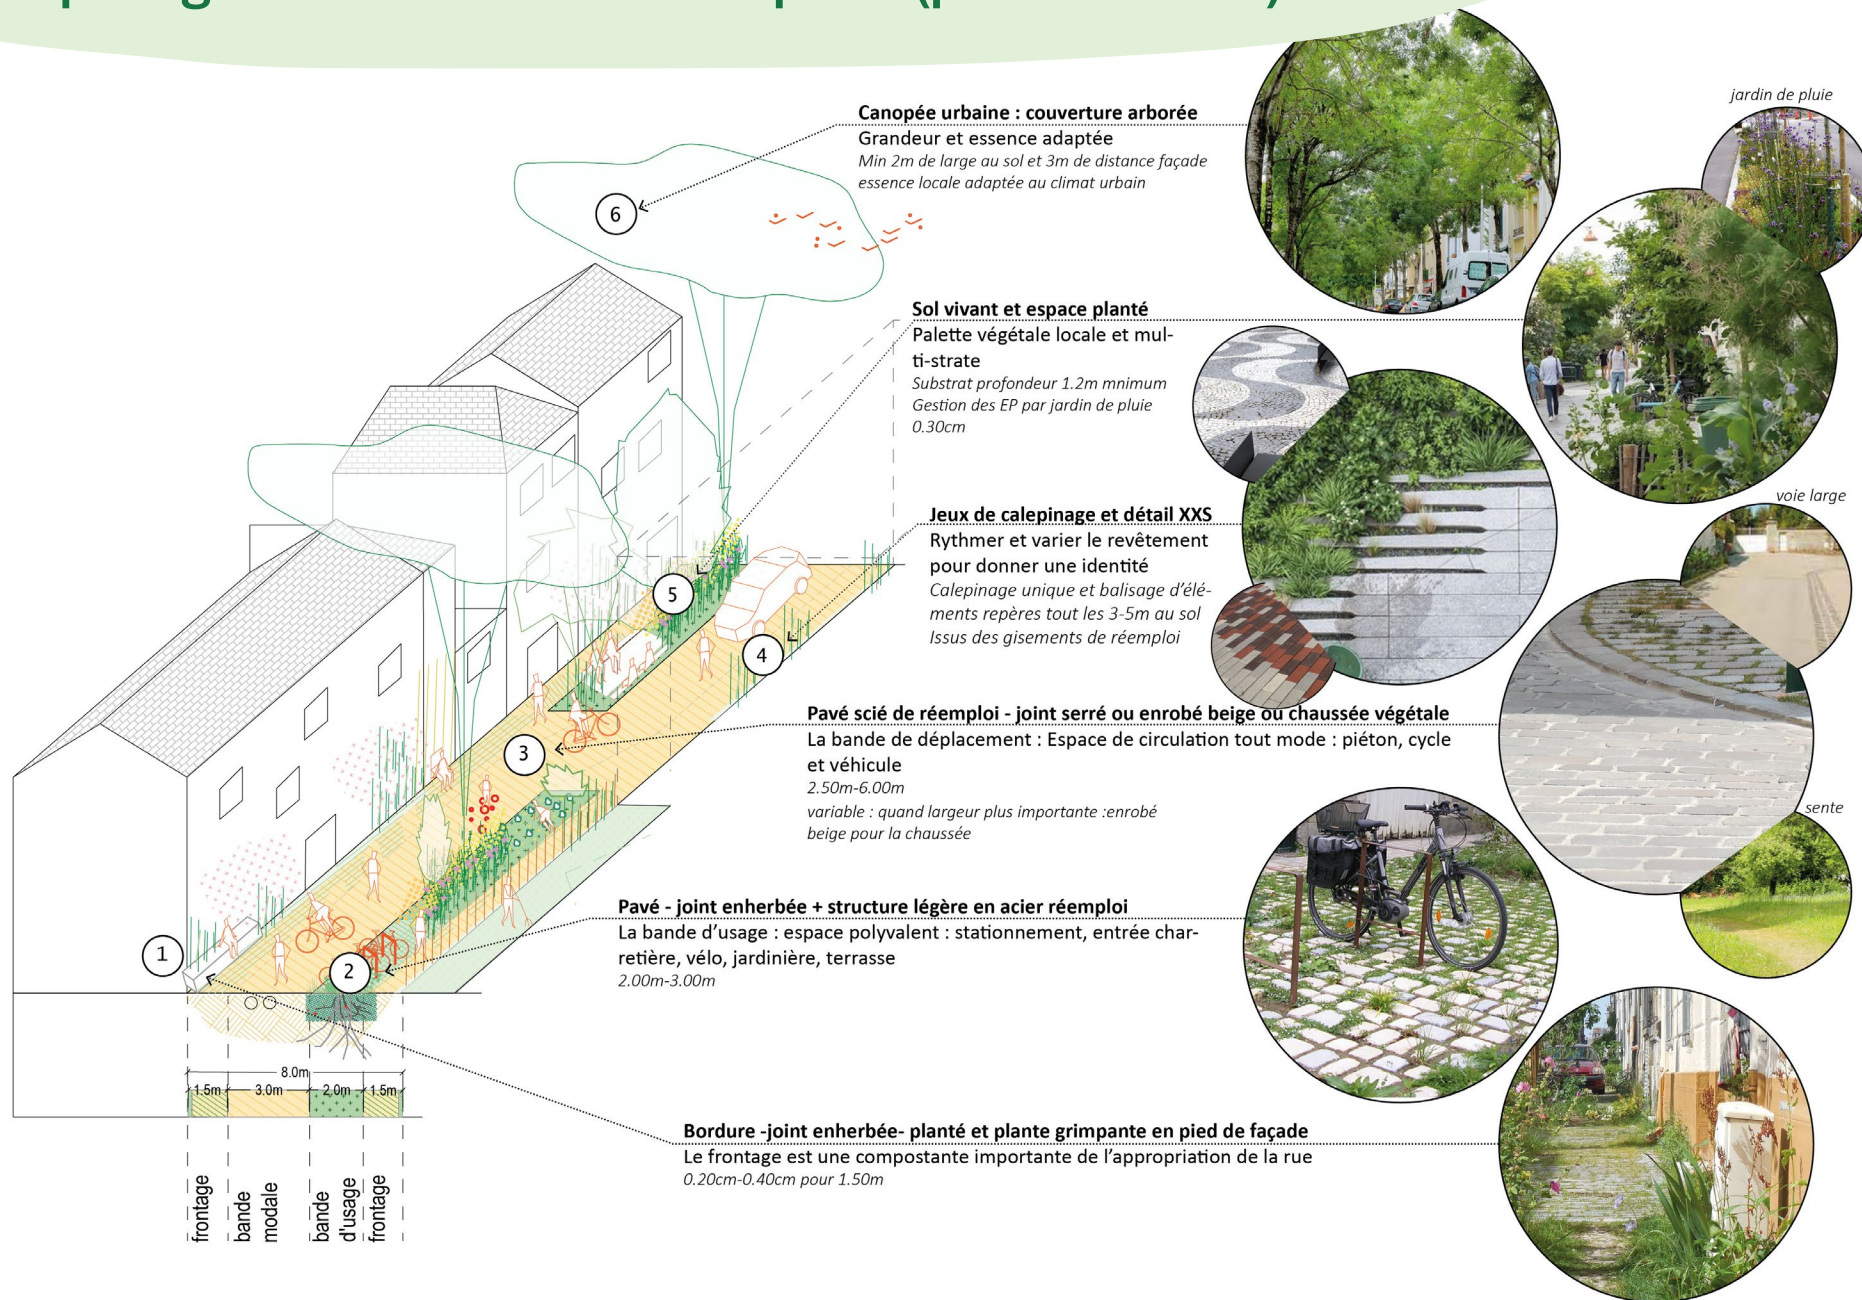 Canopée urbaine : couverture arborée
Grandeur et essence adaptée
Min 2m de large au sol et 3m de distance façade
essence locale adaptée au climat urbain
jardin de pluie
6
Sol vivant et espace planté
Palette végétale locale et mul-
ti-strate
Substrat profondeur 1.2m mnimum
Gestion des EP par jardin de pluie
0.30cm
voie large
Jeux de calepinage et détail XXS
Rythmer et varier le revêtement
pour donner une identité
Calepinage unique et balisage d'élé-
ments repères tout les 3-5m au sol
Issus des gisements de réemploi
5
4
Pavé scié de réemploi - joint serré ou enrobé beige ou chaussée végétale
La bande de déplacement : Espace de circulation tout mode : piéton, cycle
et véhicule
2.50m-6.00m
variable : quand largeur plus importante :enrobé
beige pour la chaussée
3
sente
Pavé - joint enherbée + structure légère en acier réemploi
La bande d'usage : espace polyvalent : stationnement, entrée char-
retière, vélo, jardinière, terrasse
2.00m-3.00m
1
2
8.0m
1.5m 3.0m 2.0m 1.5m
Bordure -joint enherbée- planté et plante grimpante en pied de façade
Le frontage est une compostante importante de l'appropriation de la rue
0.20cm-0.40cm pour 1.50m
frontage
bande
modale
bande
d'usage
frontage